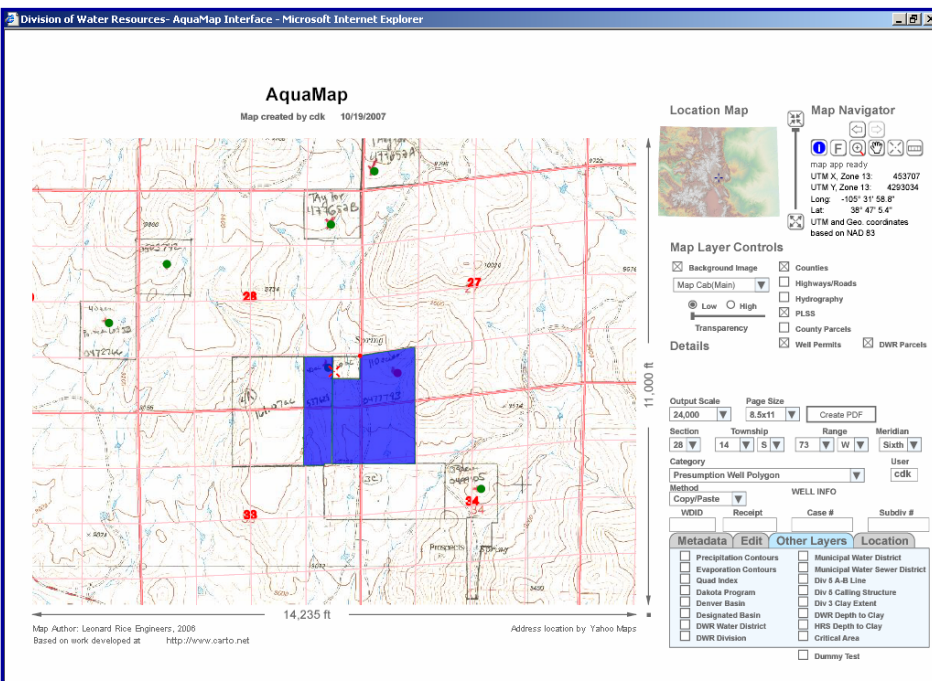 Division of Water Resources- AquaMap Interface - Microsoft Internet Explorer
AquaMap
Map created by cdk 10/19/2007
Location Map
Map Navigator
F
map app ready
UTM X, Zone 13: 453707
UTM Y, Zone 13: 4293034
Long: -105° 31' 58.8"
Lat: 38° 47' 5.4"
UTM and Geo. coordinates
based on NAD 83
Map Layer Controls
Background Image
Map Cab(Main)
Low High
Transparency
Counties
Highways/Roads
Hydrography
PLSS
County Parcels
Well Permits DWR Parcels
Details
Taylor
477652B
28
27
Spring
33
34
Prospects
Spring
11,000 ft
14,235 ft
Output Scale Page Size
24,000 8.5x11 Create PDF
Section Township Range Meridian
28 14 S 73 W Sixth
Category User
Presumption Well Polygon cdk
Method WELL INFO
Copy/Paste
WDID Receipt Case # Subdiv #
Metadata Edit Other Layers Location
Precipitation Contours Municipal Water District
Evaporation Contours Municipal Water Sewer District
Quad Index Div 5 A-B Line
Dakota Program Div 5 Calling Structure
Denver Basin Div 3 Clay Extent
Designated Basin DWR Depth to Clay
DWR Water District HRS Depth to Clay
DWR Division Critical Area
Dummy Test
Map Author: Leonard Rice Engineers, 2006 Address location by Yahoo Maps
Based on work developed at http://www.carto.net